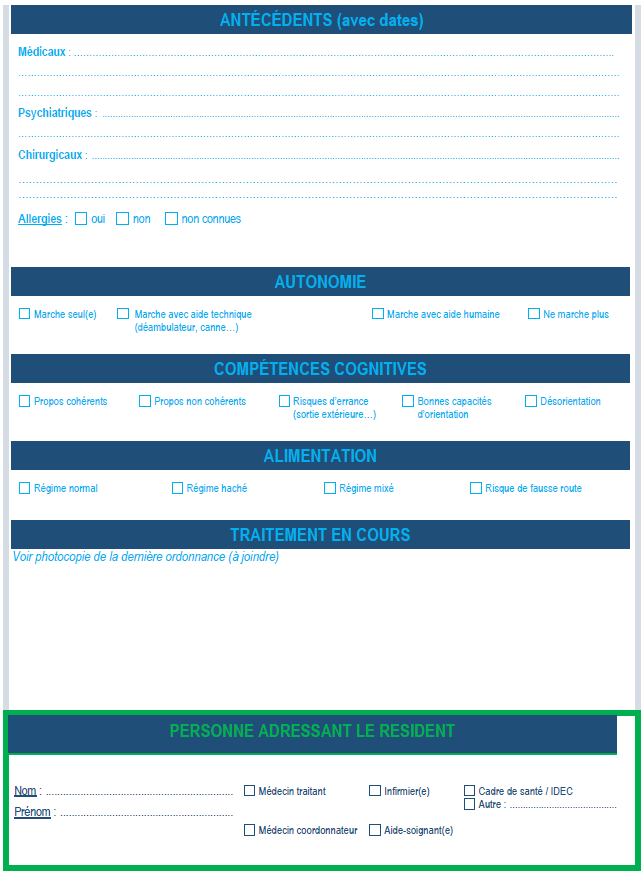 ANTÉCÉDENTS (avec dates)
Médicaux : ..........................................................................
..........................................................................
..........................................................................
Psychiatriques : ..........................................................................
..........................................................................
Chirurgicaux : ..........................................................................
..........................................................................
..........................................................................
Allergies : ☐ oui ☐ non ☐ non connues
AUTONOMIE
☐ Marche seul(e) ☐ Marche avec aide technique ☐ Marche avec aide humaine ☐ Ne marche plus
(déambulateur, canne…)
COMPÉTENCES COGNITIVES
☐ Propos cohérents ☐ Propos non cohérents ☐ Risques d'errance ☐ Bonnes capacités ☐ Désorientation
(sortie extérieure…) d'orientation
ALIMENTATION
☐ Régime normal ☐ Régime haché ☐ Régime mixé ☐ Risque de fausse route
TRAITEMENT EN COURS
Voir photocopie de la dernière ordonnance (à joindre)
PERSONNE ADRESSANT LE RESIDENT
Nom : .................................................. ☐ Médecin traitant ☐ Infirmier(e) ☐ Cadre de santé / IDEC
☐ Autre : ..............................
Prénom : ..................................................
☐ Médecin coordonnateur ☐ Aide-soignant(e)